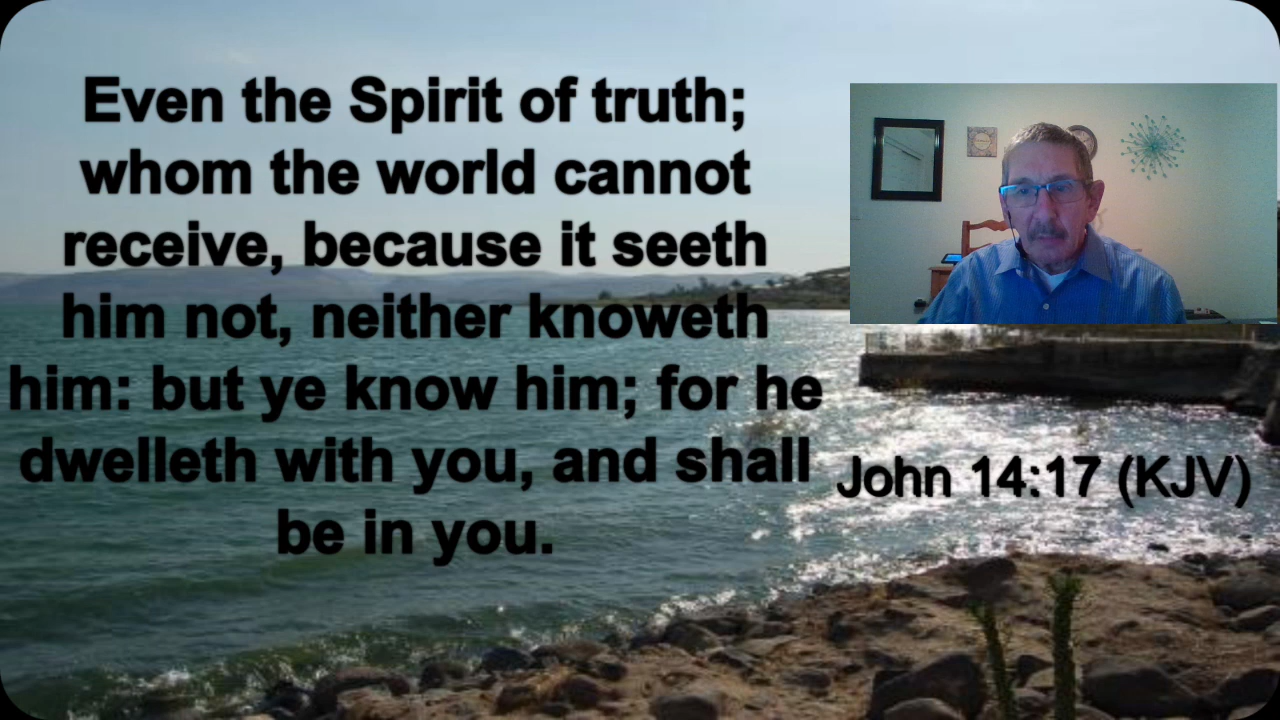 Even the Spirit of truth;
whom the world cannot
receive, because it seeth
him not, neither knoweth
him: but ye know him; for he
dwelleth with you, and shall
be in you.
John 14:17 (KJV)